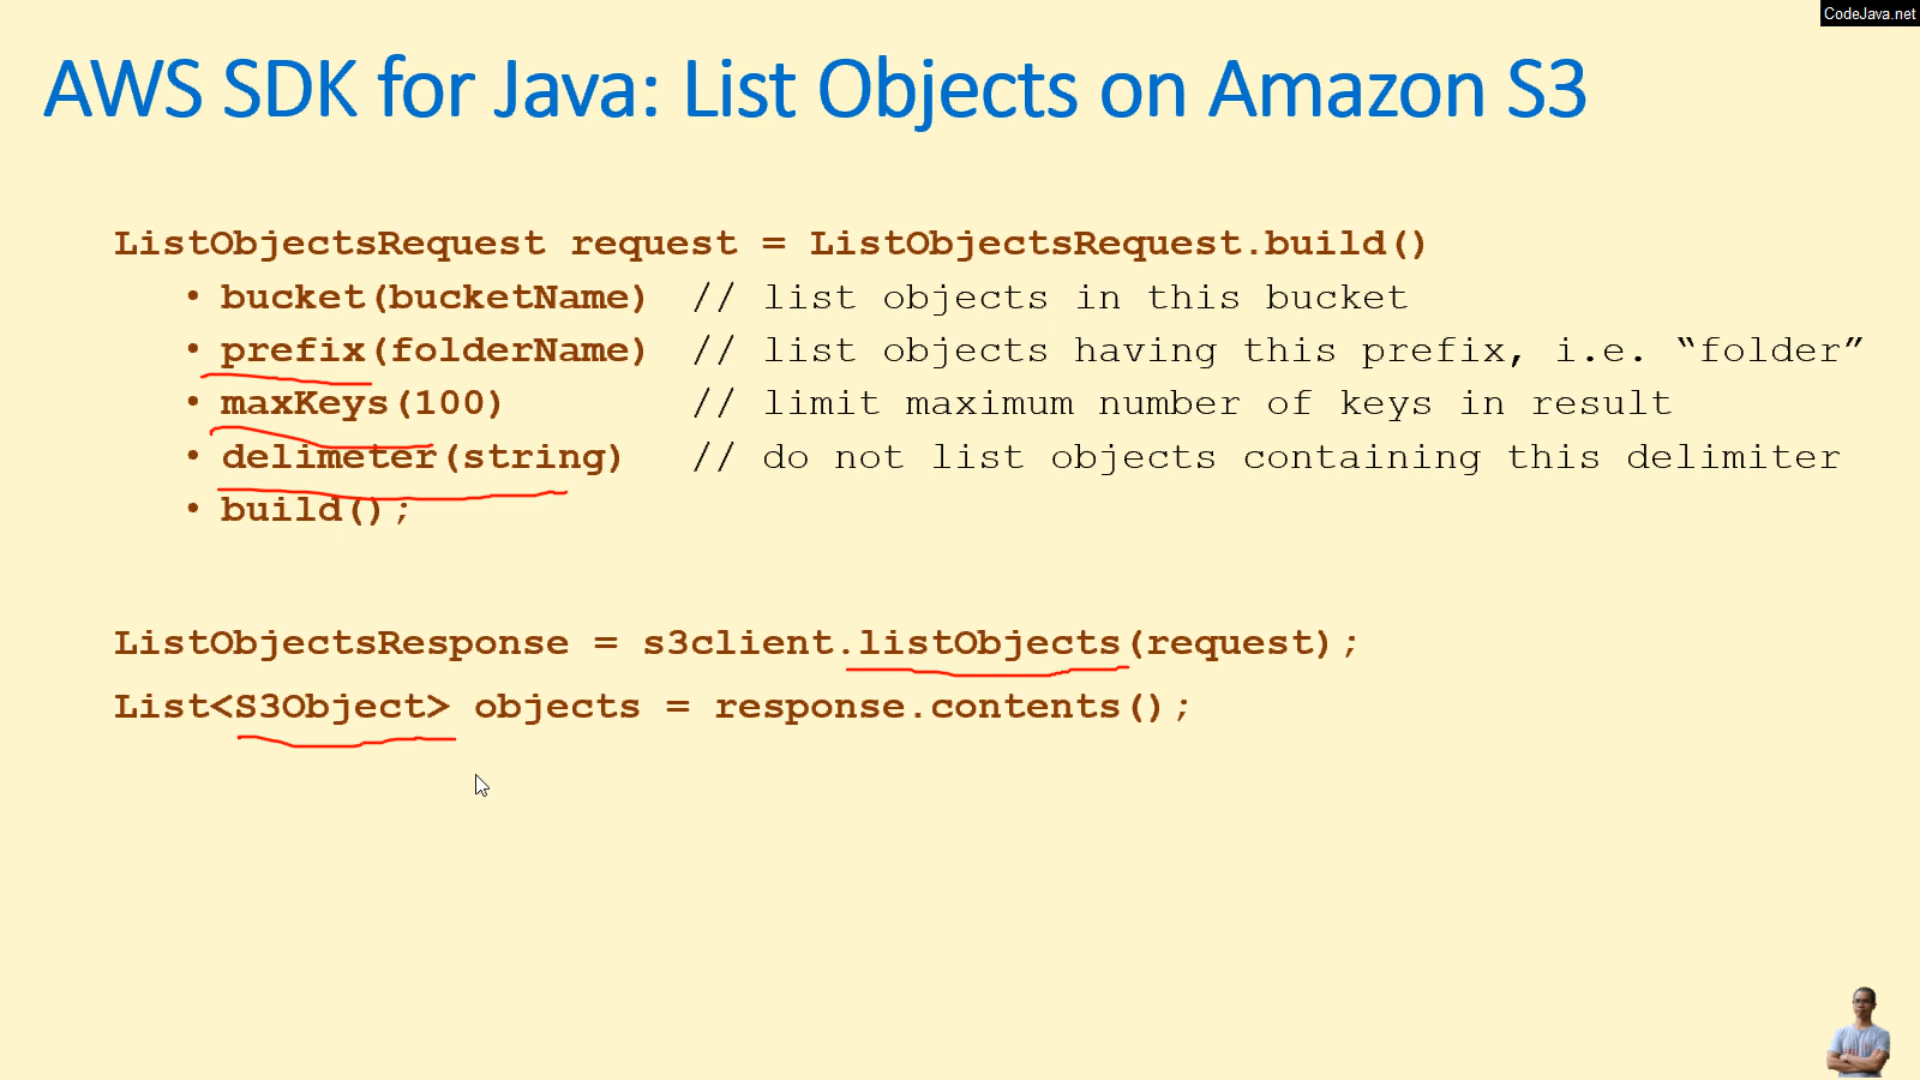 CodeJava.net
AWS SDK for Java: List Objects on Amazon S3
ListObjectsRequest request = ListObjectsRequest.build()
• bucket(bucketName) // list objects in this bucket
• prefix(folderName) // list objects having this prefix, i.e. “folder”
• maxKeys(100) // limit maximum number of keys in result
• delimeter(string) // do not list objects containing this delimiter
• build();
ListObjectsResponse = s3client.listObjects(request);
List<S3Object> objects = response.contents();